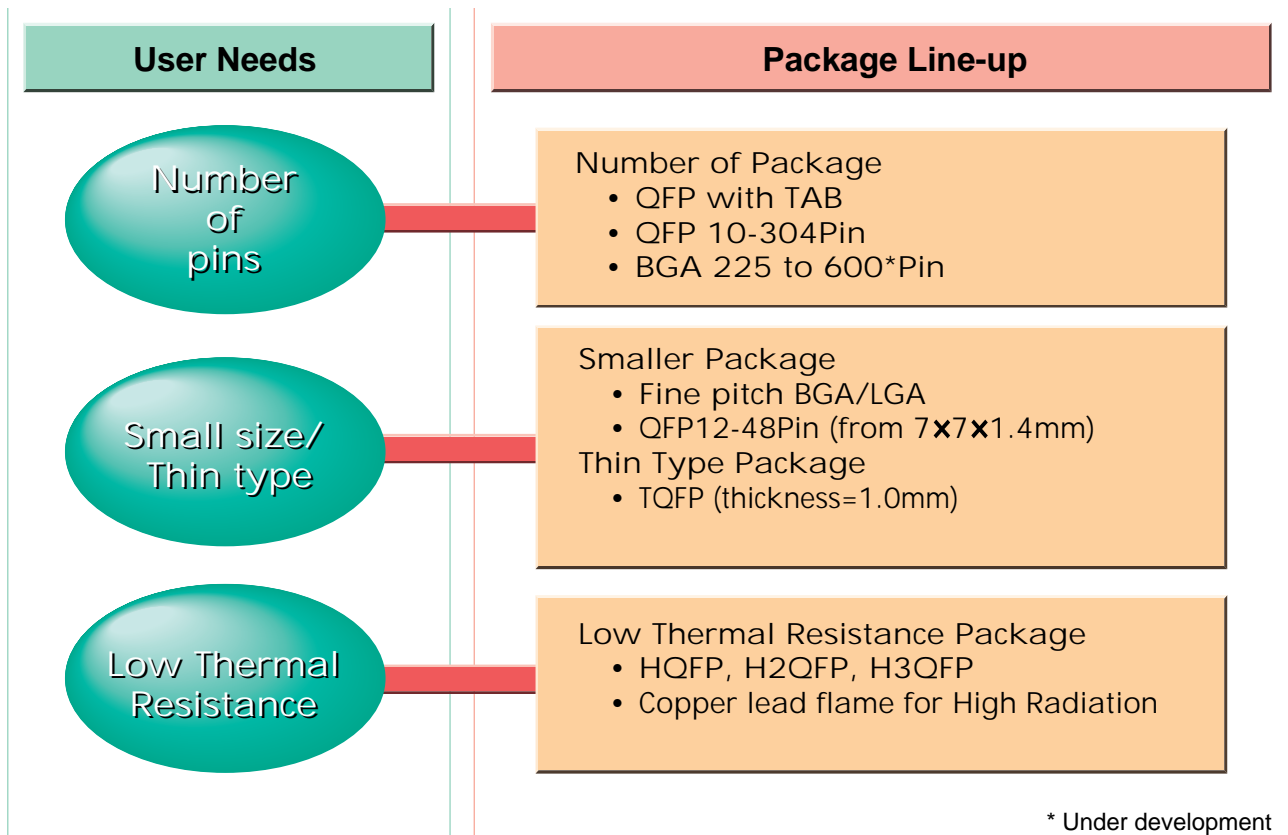 User Needs
Package Line-up
Number
of
pins
Number of Package
• QFP with TAB
• QFP 10-304Pin
• BGA 225 to 600*Pin
Small size/
Thin type
Smaller Package
• Fine pitch BGA/LGA
• QFP12-48Pin (from 7×7×1.4mm)
Thin Type Package
• TQFP (thickness=1.0mm)
Low Thermal
Resistance
Low Thermal Resistance Package
• HQFP, H2QFP, H3QFP
• Copper lead flame for High Radiation
* Under development